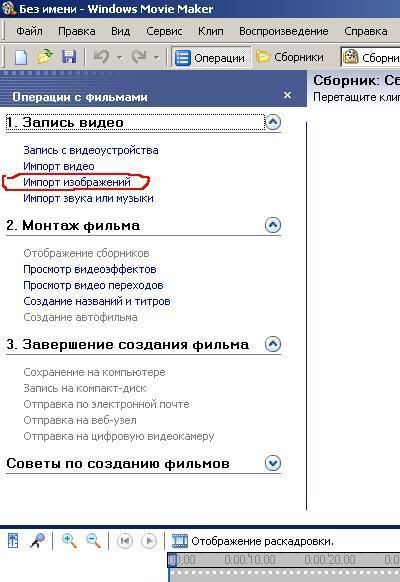 Без имени - Windows Movie Maker
Файл Правка Вид Сервис Клип Воспроизведение Справка
Операции Сборники Сборни
Операции с фильмами
Сборник: Сб
Перетащите кли
1. Запись видео
Запись с видеоустройства
Импорт видео
Импорт изображений
Импорт звука или музыки
2. Монтаж фильма
Отображение сборников
Просмотр видеоэффектов
Просмотр видео переходов
Создание названий и титров
Создание автофильма
3. Завершение создания фильма
Сохранение на компьютере
Запись на компакт-диск
Отправка по электронной почте
Отправка на веб-узел
Отправка на цифровую видеокамеру
Советы по созданию фильмов
Отображение раскадровки.
0:00:10,00 0:00:20,00